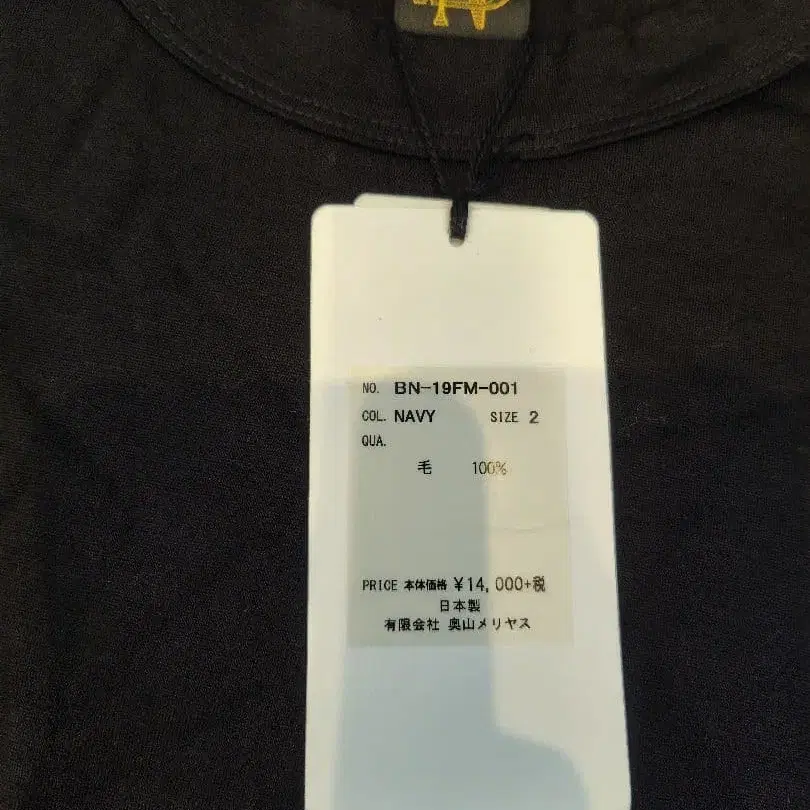 NO. BN-19FM-001
COL. NAVY SIZE 2
QUA.
毛 100%
PRICE 本体価格 ¥14,000+税
日本製
有限会社 奥山メリヤス